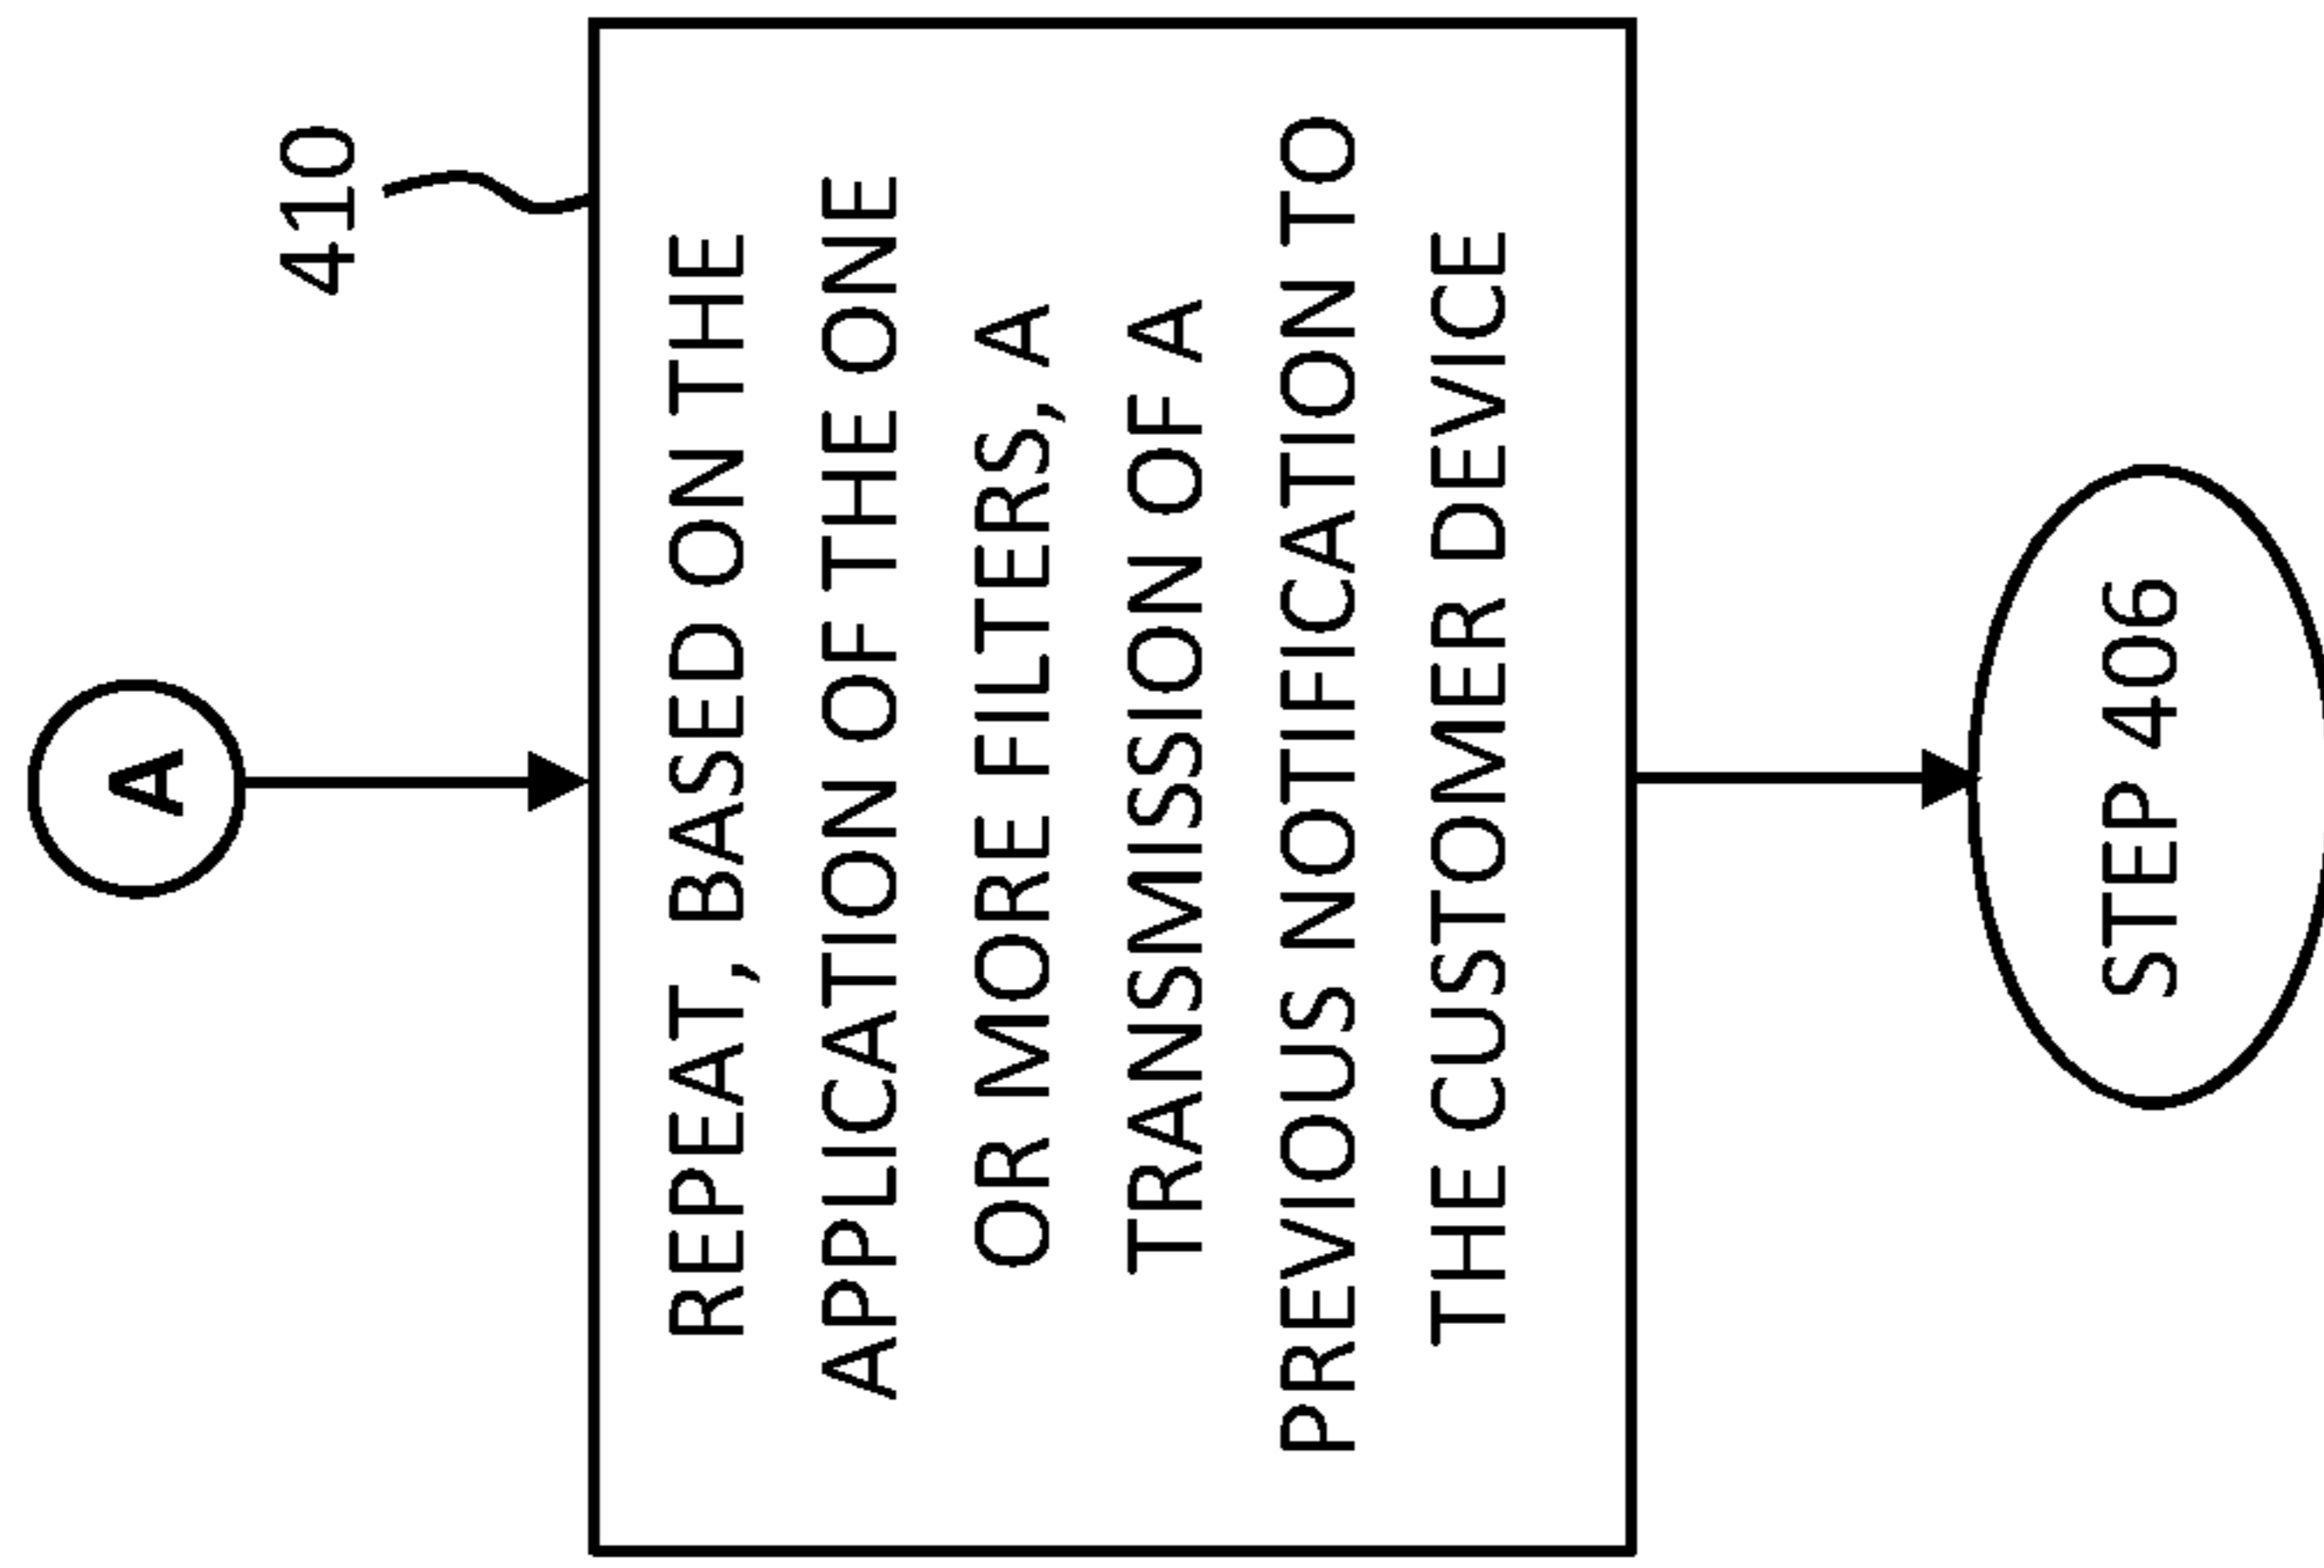 A
410
REPEAT, BASED ON THE
APPLICATION OF THE ONE
OR MORE FILTERS, A
TRANSMISSION OF A
PREVIOUS NOTIFICATION TO
THE CUSTOMER DEVICE
STEP 406